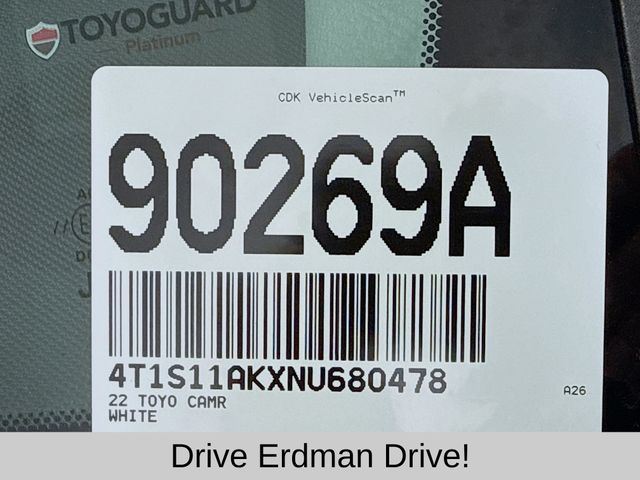 TOYOGUARD
Platinum
CDK VehicleScan™
90269A
4T1S11AKXNU680478
22 TOYO CAMR
WHITE
A26
Drive Erdman Drive!